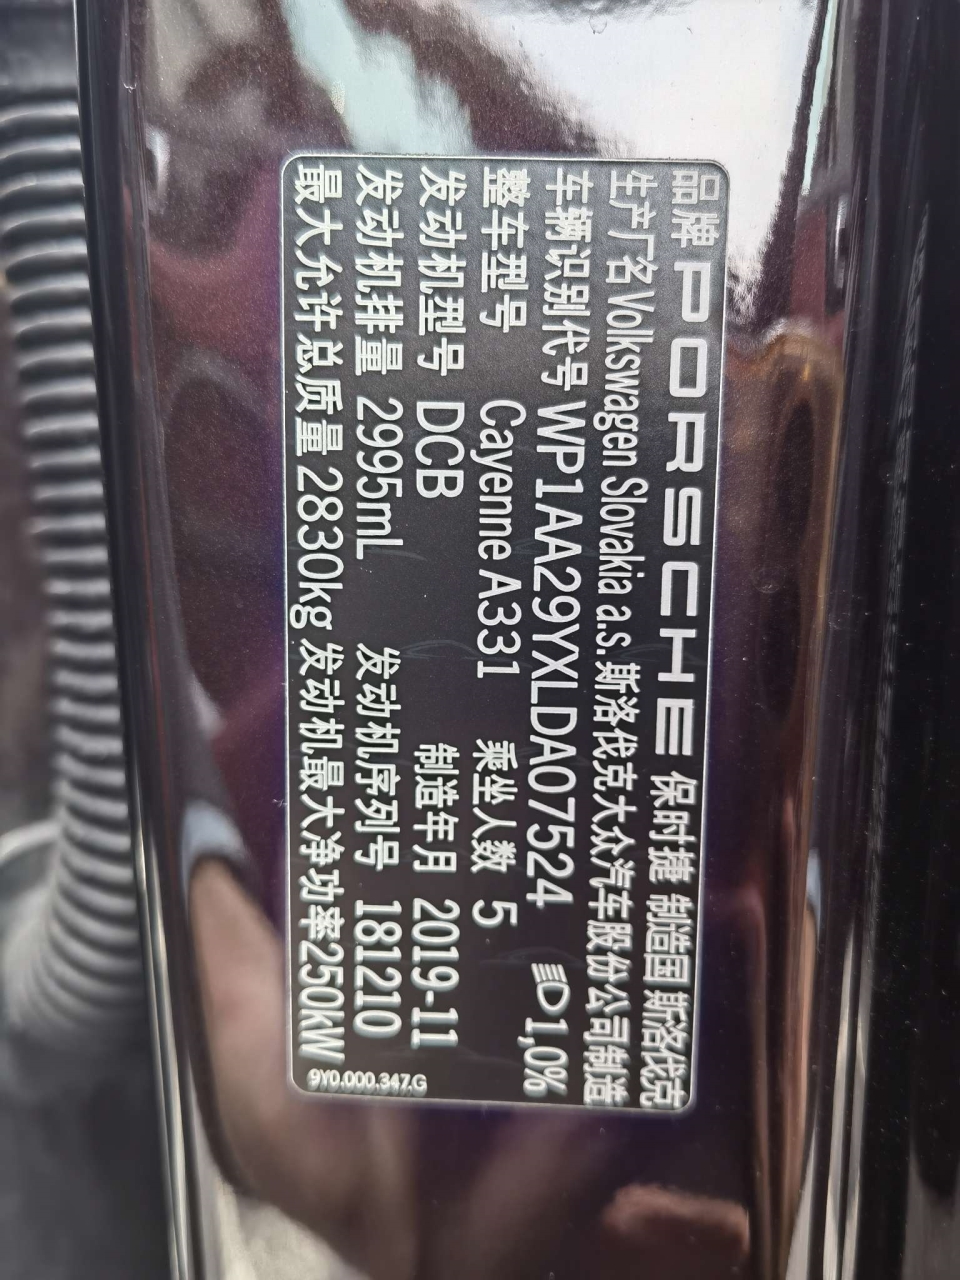 品牌 PORSCHE 保时捷 制造国 斯洛伐克
生产厂名 Volkswagen Slovakia a.s. 斯洛伐克大众汽车股份公司制造
车辆识别代号 WP1AA29YXLDA07524 1,0%
整车型号 Cayenne A331 乘坐人数 5
发动机型号 DCB 制造年月 2019-11
发动机排量 2995mL 发动机序列号 181210
最大允许总质量 2830kg 发动机最大净功率250kW
9Y0.000.347.G